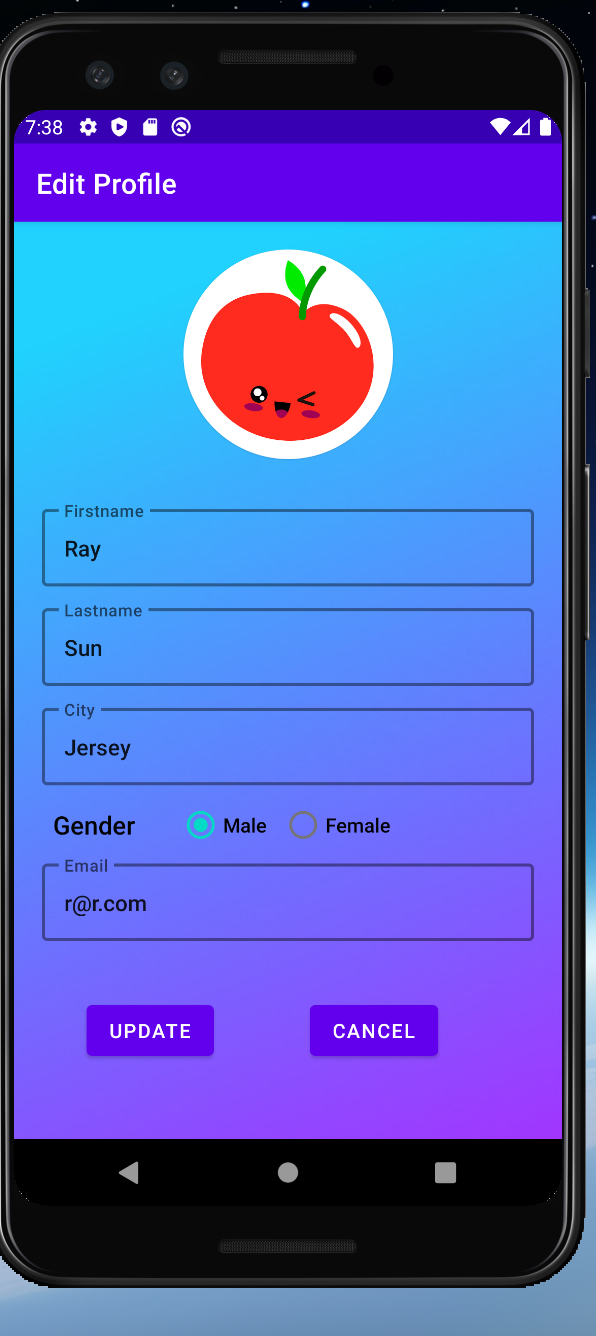 7:38
Edit Profile
Firstname
Ray
Lastname
Sun
City
Jersey
Gender Male Female
Email
r@r.com
UPDATE CANCEL